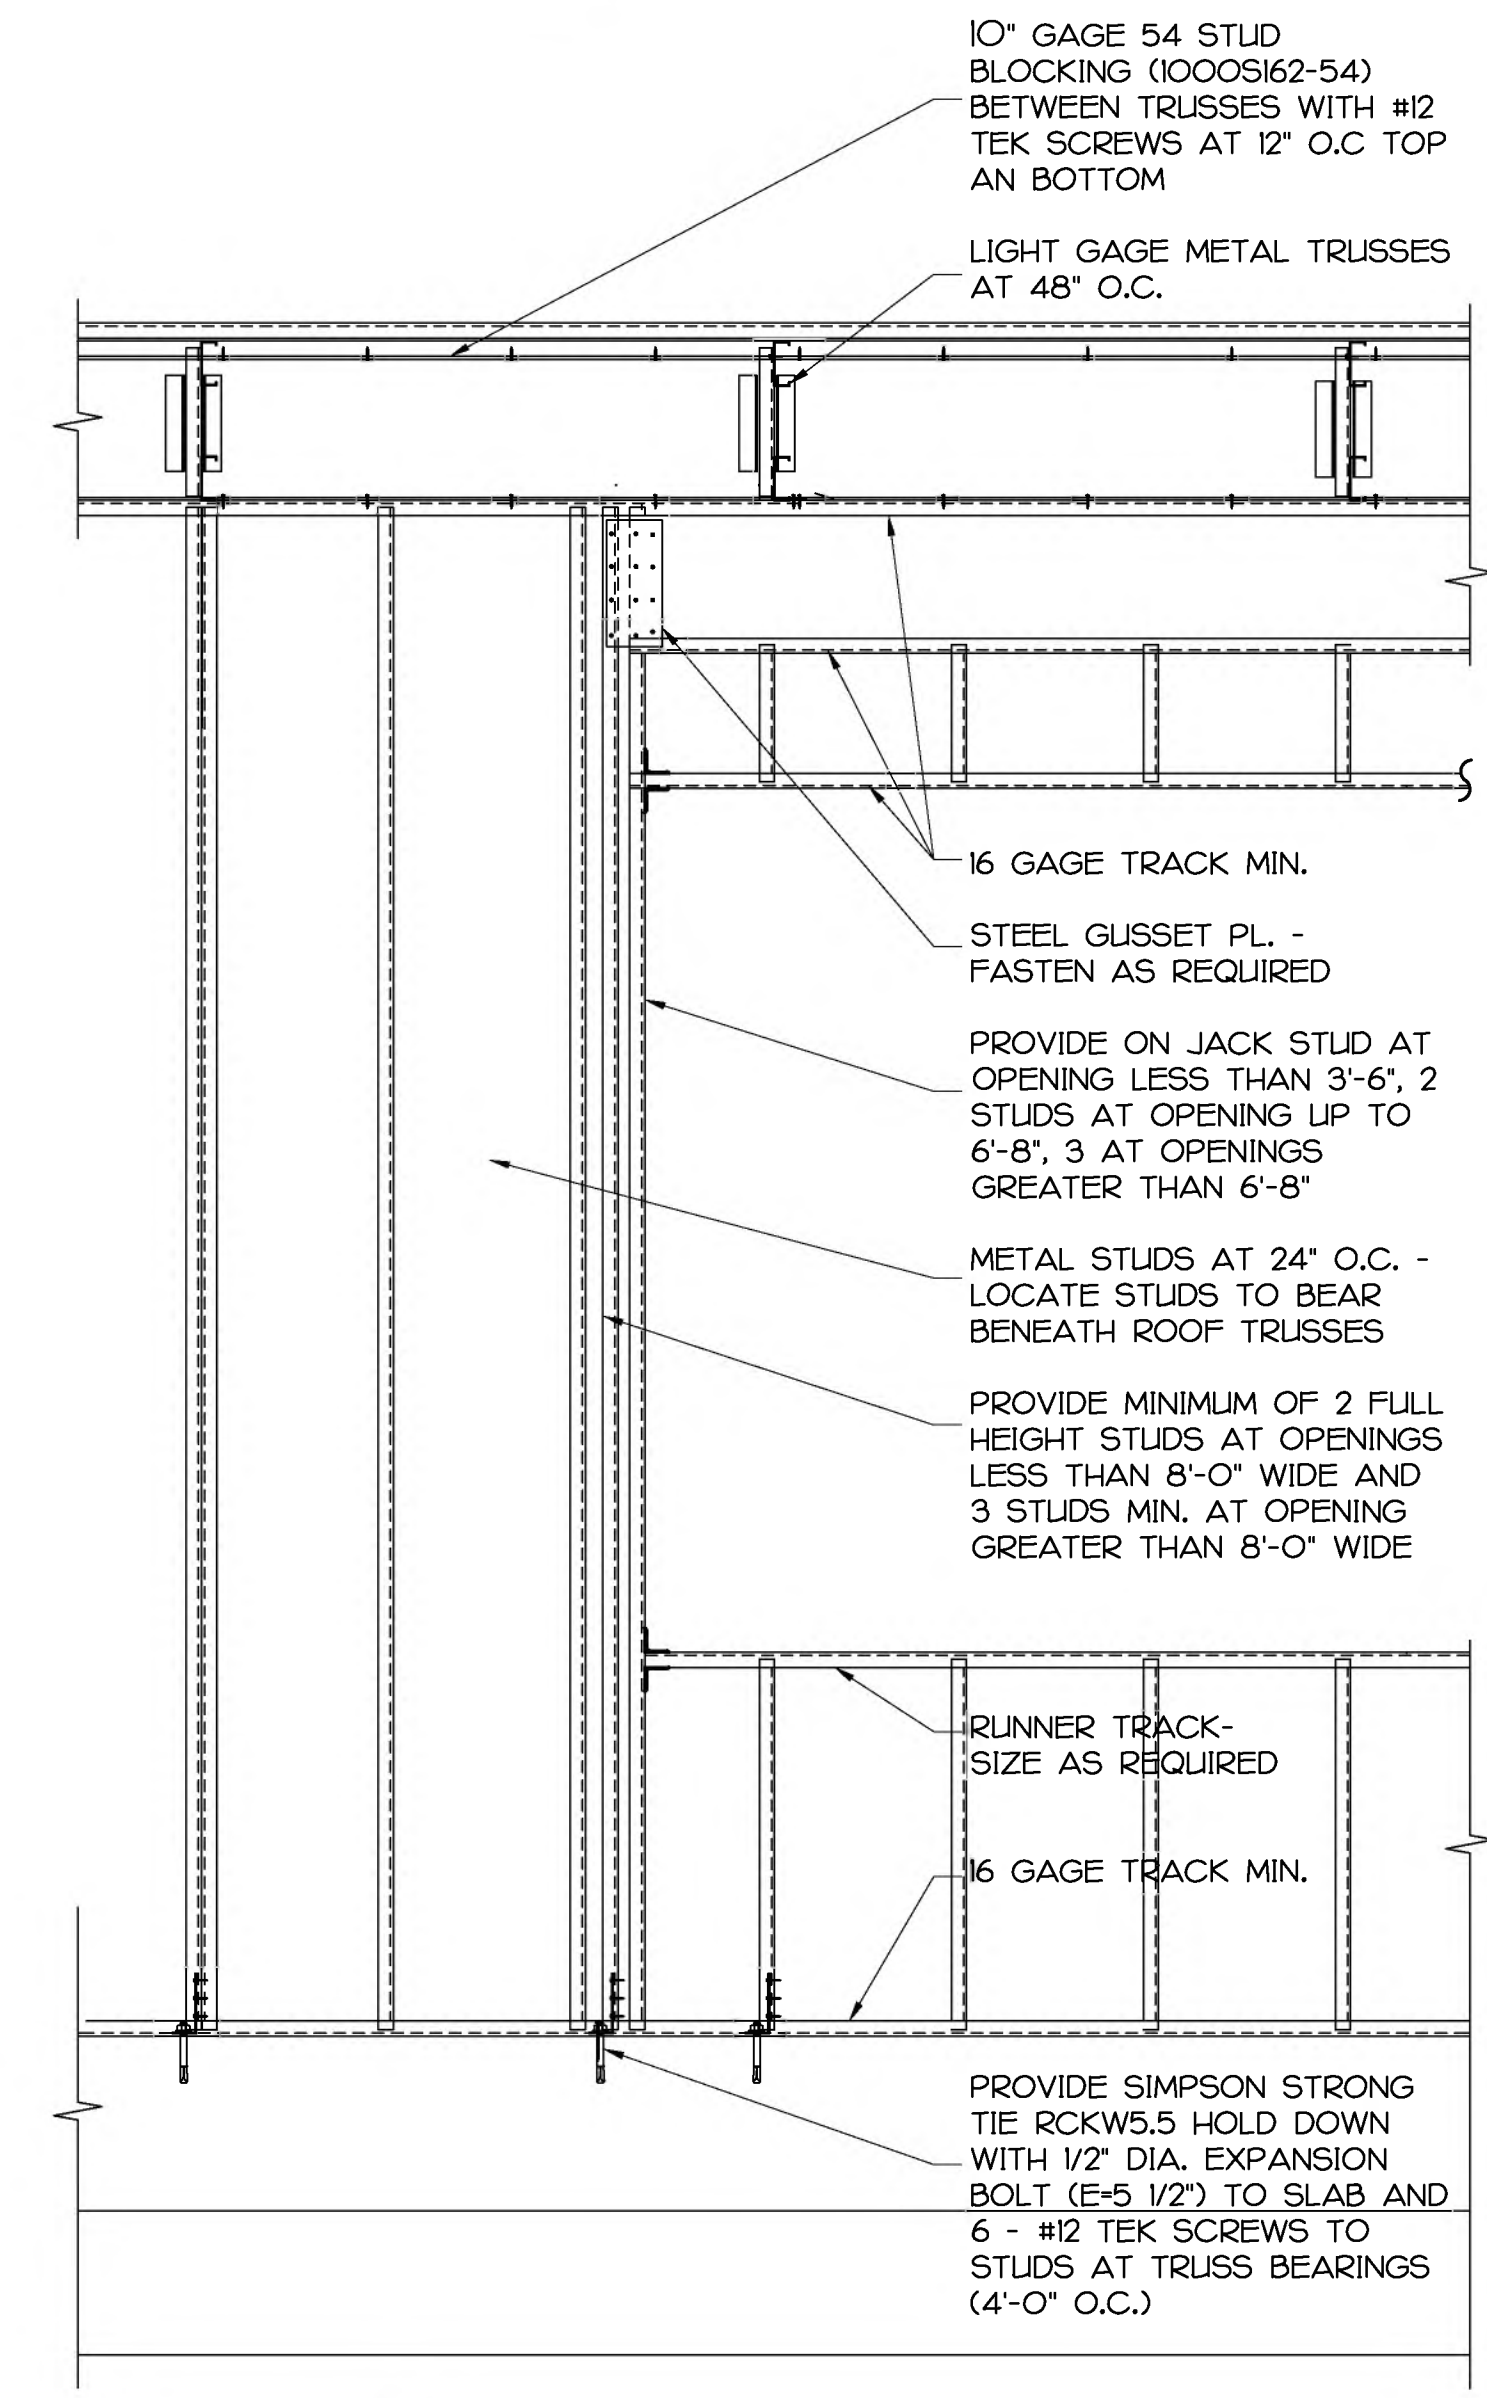 10" GAGE 54 STUD
BLOCKING (1000S162-54)
BETWEEN TRUSSES WITH #12
TEK SCREWS AT 12" O.C TOP
AN BOTTOM
LIGHT GAGE METAL TRUSSES
AT 48" O.C.
16 GAGE TRACK MIN.
STEEL GUSSET PL. -
FASTEN AS REQUIRED
PROVIDE ON JACK STUD AT
OPENING LESS THAN 3'-6", 2
STUDS AT OPENING UP TO
6'-8", 3 AT OPENINGS
GREATER THAN 6'-8"
METAL STUDS AT 24" O.C. -
LOCATE STUDS TO BEAR
BENEATH ROOF TRUSSES
PROVIDE MINIMUM OF 2 FULL
HEIGHT STUDS AT OPENINGS
LESS THAN 8'-0" WIDE AND
3 STUDS MIN. AT OPENING
GREATER THAN 8'-0" WIDE
RUNNER TRACK-
SIZE AS REQUIRED
16 GAGE TRACK MIN.
PROVIDE SIMPSON STRONG
TIE RCKW5.5 HOLD DOWN
WITH 1/2" DIA. EXPANSION
BOLT (E=5 1/2") TO SLAB AND
6 - #12 TEK SCREWS TO
STUDS AT TRUSS BEARINGS
(4'-0" O.C.)